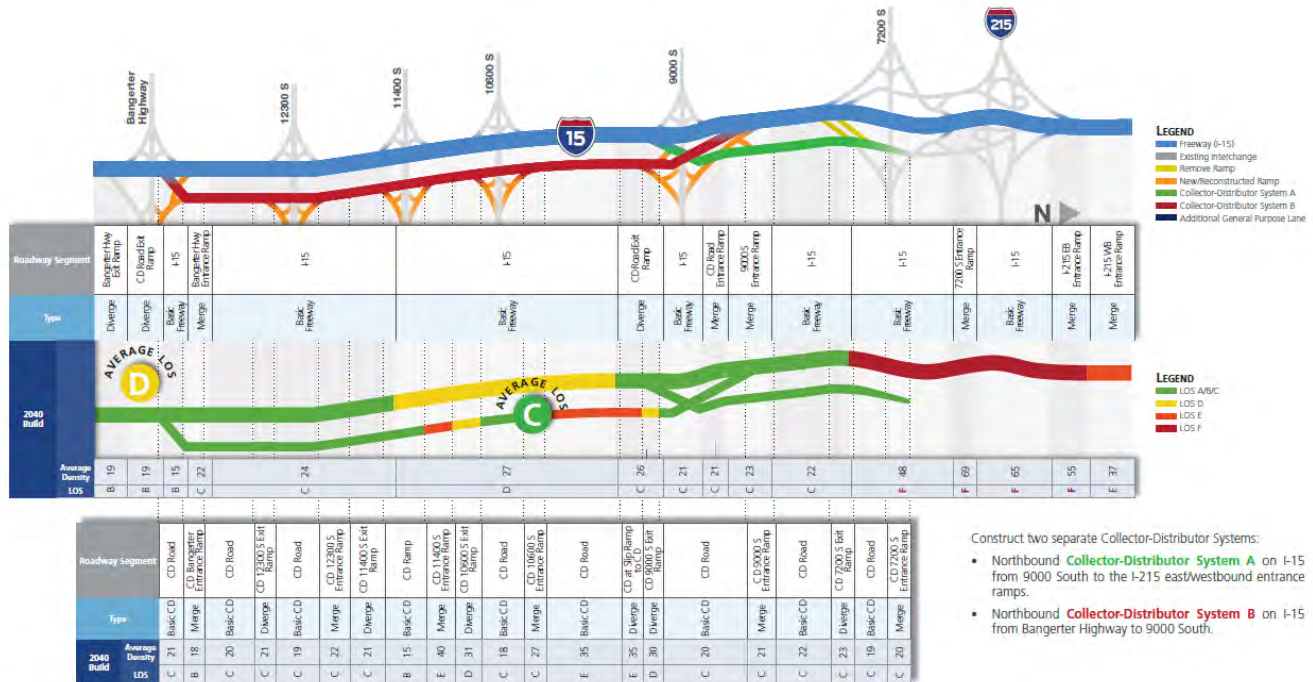 Bangerter
Highway
12300 S
11400 S
10600 S
15
9000 S
7200 S
215
LEGEND
Freeway (I-15)
Existing Interchange
Remove Ramp
New/Reconstructed Ramp
Collector-Distributor System A
Collector-Distributor System B
Additional General Purpose Lane
N
Roadway Segment
Bangerter Hwy
Exit Ramp
CD Road Exit
Ramp
I-15
Bangerter Hwy
Entrance Ramp
I-15
I-15
CD Road Exit
Ramp
I-15
CD Road
Entrance Ramp
9000 S
Entrance Ramp
I-15
I-15
7200 S Entrance
Ramp
I-15
I-215 EB
Entrance Ramp
I-215 WB
Entrance Ramp
Type
Diverge
Diverge
Basic
Freeway
Merge
Basic
Freeway
Basic
Freeway
Diverge
Basic
Freeway
Merge
Merge
Basic
Freeway
Basic
Freeway
Merge
Basic
Freeway
Merge
Merge
2040
Build
AVERAGE LOS
D
AVERAGE LOS
C
LEGEND
LOS A/B/C
LOS D
LOS E
LOS F
Average
Density
19
19
15
22
24
27
26
21
21
23
22
48
69
65
55
37
LOS
B
B
B
C
C
D
C
C
C
C
C
F
F
F
F
E
Roadway Segment
CD Road
CD Bangerter
Entrance Ramp
CD Road
CD 12300 S Exit
Ramp
CD Road
CD 12300 S
Entrance Ramp
CD 11400 S Exit
Ramp
CD Ramp
CD 11400 S
Entrance Ramp
CD 10600 S Exit
Ramp
CD Road
CD 10600 S
Entrance Ramp
CD Road
CD at Slip Ramp
to C D
CD 9000 S Exit
Ramp
CD Road
CD 9000 S
Entrance Ramp
CD Road
CD 7200 S Exit
Ramp
CD Road
CD 7200 S
Entrance Ramp
Type
Basic CD
Merge
Basic CD
Diverge
Basic CD
Merge
Diverge
Basic CD
Merge
Diverge
Basic CD
Merge
Basic CD
Diverge
Diverge
Basic CD
Merge
Basic CD
Diverge
Basic CD
Merge
2040
Build
Average
Density
21
18
20
21
19
22
21
15
40
31
18
27
35
35
30
20
21
22
23
19
20
LOS
C
B
C
C
C
C
C
B
E
D
C
C
E
E
D
C
C
C
C
C
C
Construct two separate Collector-Distributor Systems:
• Northbound Collector-Distributor System A on I-15
from 9000 South to the I-215 east/westbound entrance
ramps.
• Northbound Collector-Distributor System B on I-15
from Bangerter Highway to 9000 South.